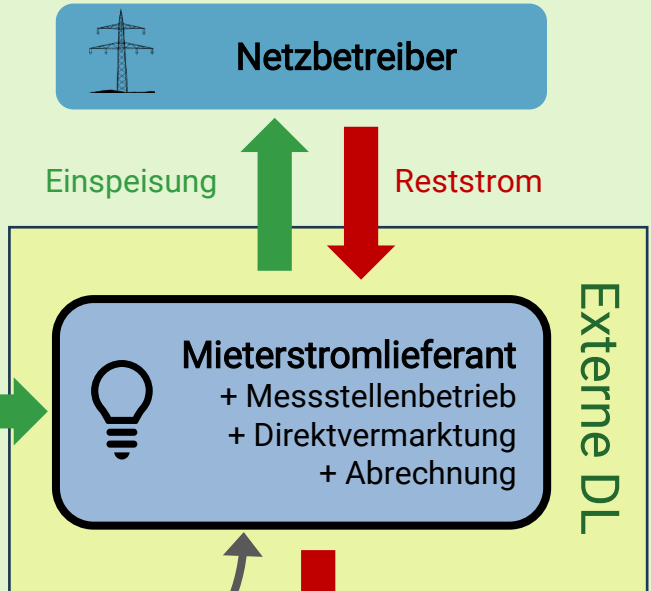 Netzbetreiber
Einspeisung
Reststrom
Mieterstromlieferant
+ Messstellenbetrieb
+ Direktvermarktung
+ Abrechnung
Externe DL